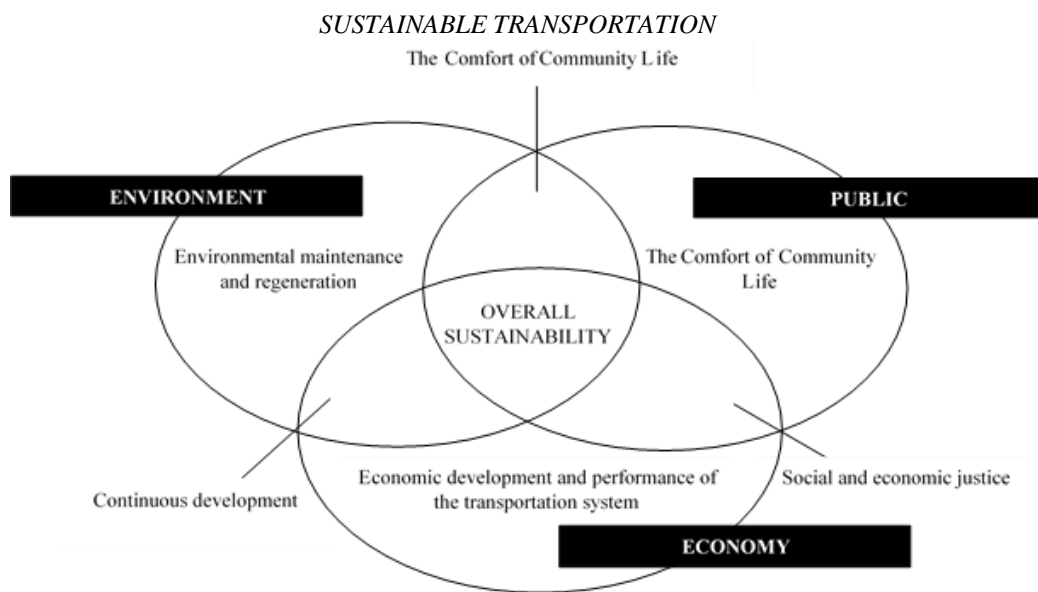 SUSTAINABLE TRANSPORTATION
The Comfort of Community Life
ENVIRONMENT
PUBLIC
Environmental maintenance
and regeneration
The Comfort of Community
Life
OVERALL
SUSTAINABILITY
Economic development and performance of
the transportation system
Social and economic justice
Continuous development
ECONOMY